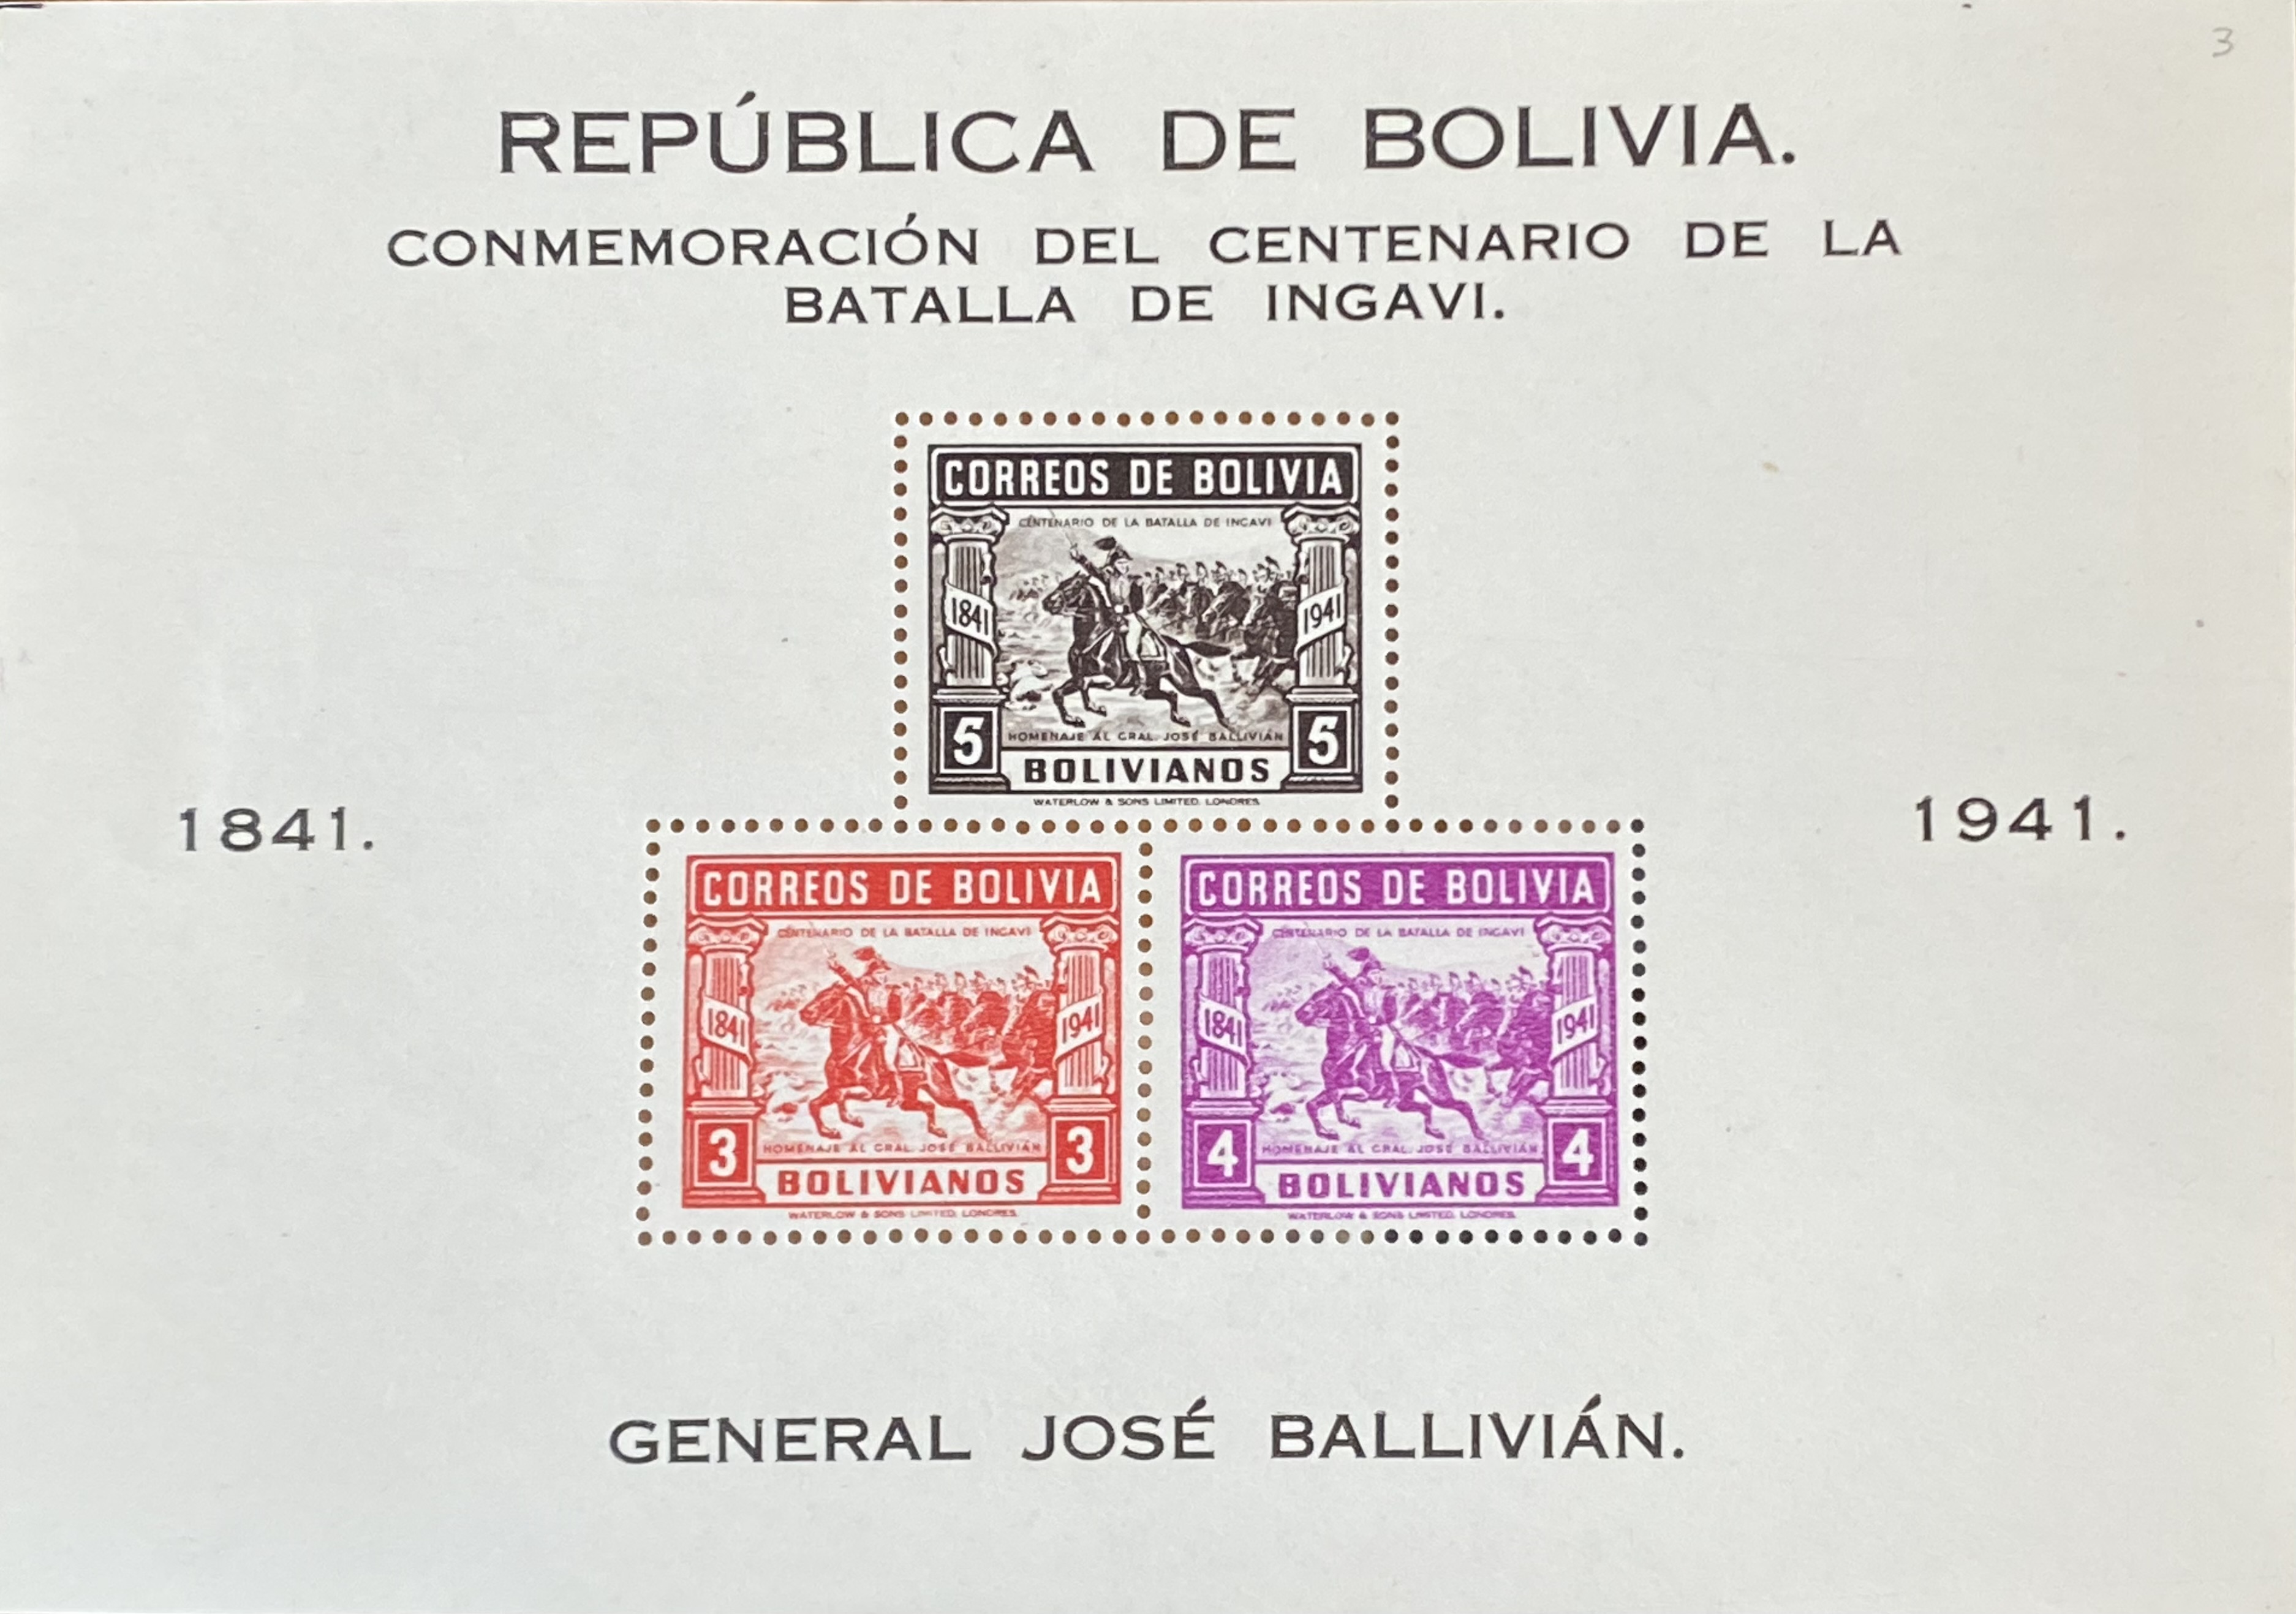 3
REPÚBLICA DE BOLIVIA.
CONMEMORACIÓN DEL CENTENARIO DE LA
BATALLA DE INGAVI.
CORREOS DE BOLIVIA
CENTENARIO DE LA BATALLA DE INGAVI
1841 1941
HOMENAJE AL GRAL. JOSÉ BALLIVIÁN
5 BOLIVIANOS 5
WATERLOW & SONS LIMITED. LONDRES.
1841. 1941.
CORREOS DE BOLIVIA
CENTENARIO DE LA BATALLA DE INGAVI
1841 1941
HOMENAJE AL GRAL. JOSÉ BALLIVIÁN
3 BOLIVIANOS 3
WATERLOW & SONS LIMITED. LONDRES.
CORREOS DE BOLIVIA
CENTENARIO DE LA BATALLA DE INGAVI
1841 1941
HOMENAJE AL GRAL. JOSÉ BALLIVIÁN
4 BOLIVIANOS 4
WATERLOW & SONS LIMITED. LONDRES.
GENERAL JOSÉ BALLIVIÁN.